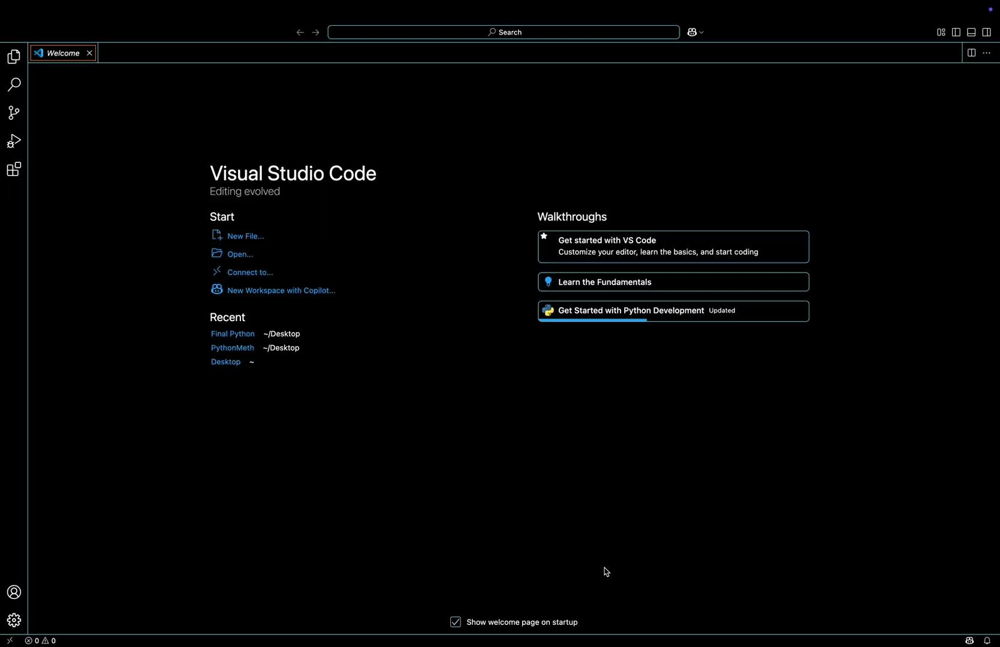 Search
Welcome
Visual Studio Code
Editing evolved
Start
New File...
Open...
Connect to...
New Workspace with Copilot...
Recent
Final Python ~/Desktop
PythonMeth ~/Desktop
Desktop ~
Walkthroughs
Get started with VS Code
Customize your editor, learn the basics, and start coding
Learn the Fundamentals
Get Started with Python Development Updated
Show welcome page on startup
0 0